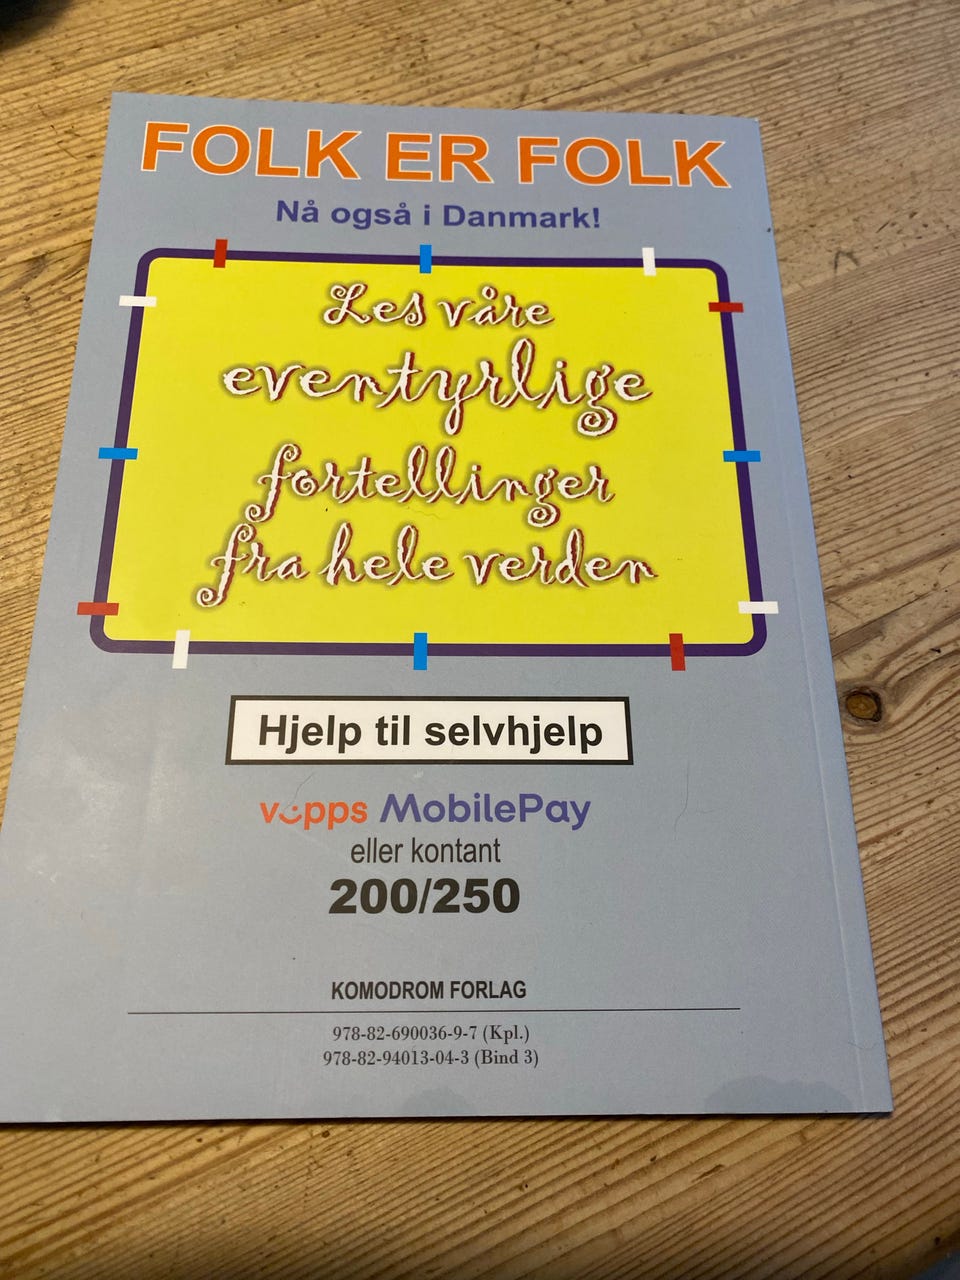 FOLK ER FOLK
Nå også i Danmark!
Les våre
eventyrlige
fortellinger
fra hele verden
Hjelp til selvhjelp
vipps MobilePay
eller kontant
200/250
KOMODROM FORLAG
978-82-690036-9-7 (Kpl.)
978-82-94013-04-3 (Bind 3)